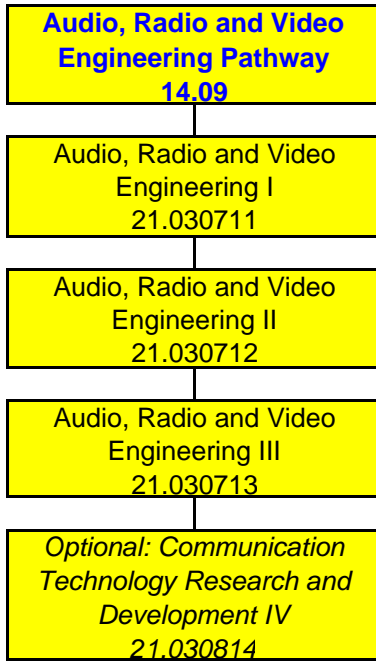 Audio, Radio and Video
Engineering Pathway
14.09
Audio, Radio and Video
Engineering I
21.030711
Audio, Radio and Video
Engineering II
21.030712
Audio, Radio and Video
Engineering III
21.030713
Optional: Communication
Technology Research and
Development IV
21.030814